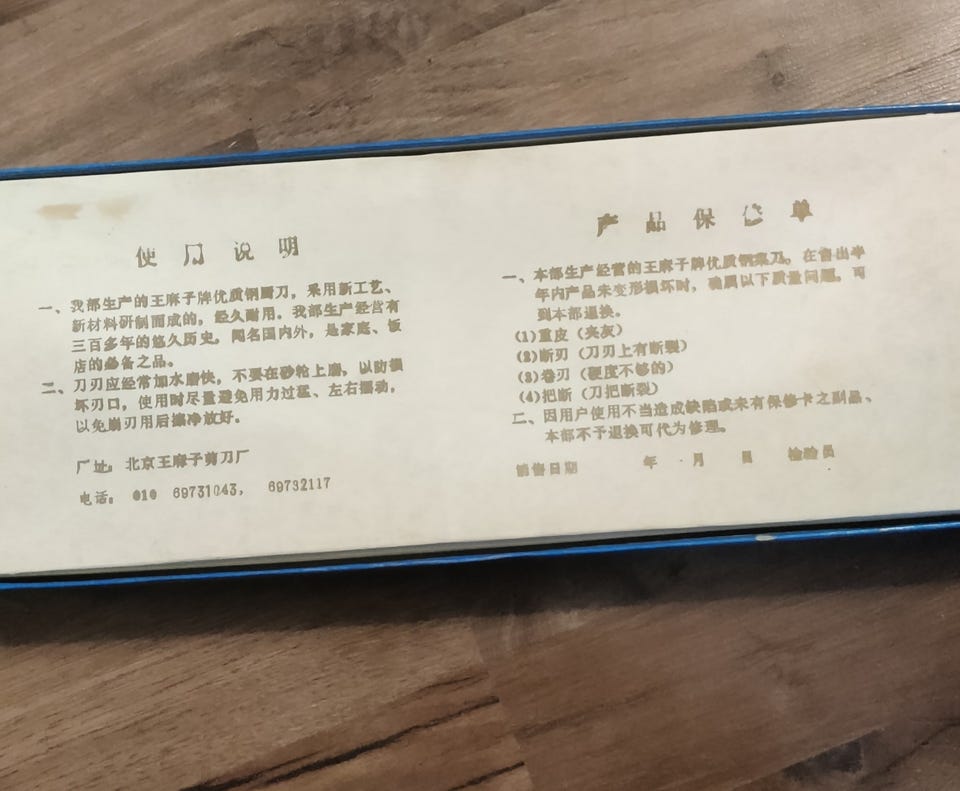 使用说明
一、我部生产的王麻子牌优质钢厨刀，采用新工艺、
新材料研制而成的，经久耐用。我部生产经营有
三百多年的悠久历史。闻名国内外，是家庭、饭
店的必备之品。
二、刀刃应经常加水磨快，不要在砂轮上磨，以防损
坏刃口，使用时尽量避免用力过猛、左右摆动，
以免崩刃用后擦净放好。
厂址：北京王麻子剪刀厂
电话：010 69731043， 69732117
产品保修单
一、本部生产经营的王麻子牌优质钢菜刀。在售出半
年内产品未变形损坏时，确属以下质量问题，可
到本部退换。
(1)重皮（夹灰）
(2)断刃（刀刃上有断裂）
(3)卷刃（硬度不够的）
(4)把断（刀把断裂）
二、因用户使用不当造成缺陷或未有保修卡之副品、
本部不予退换可代为修理。
销售日期 年 月 日 检验员